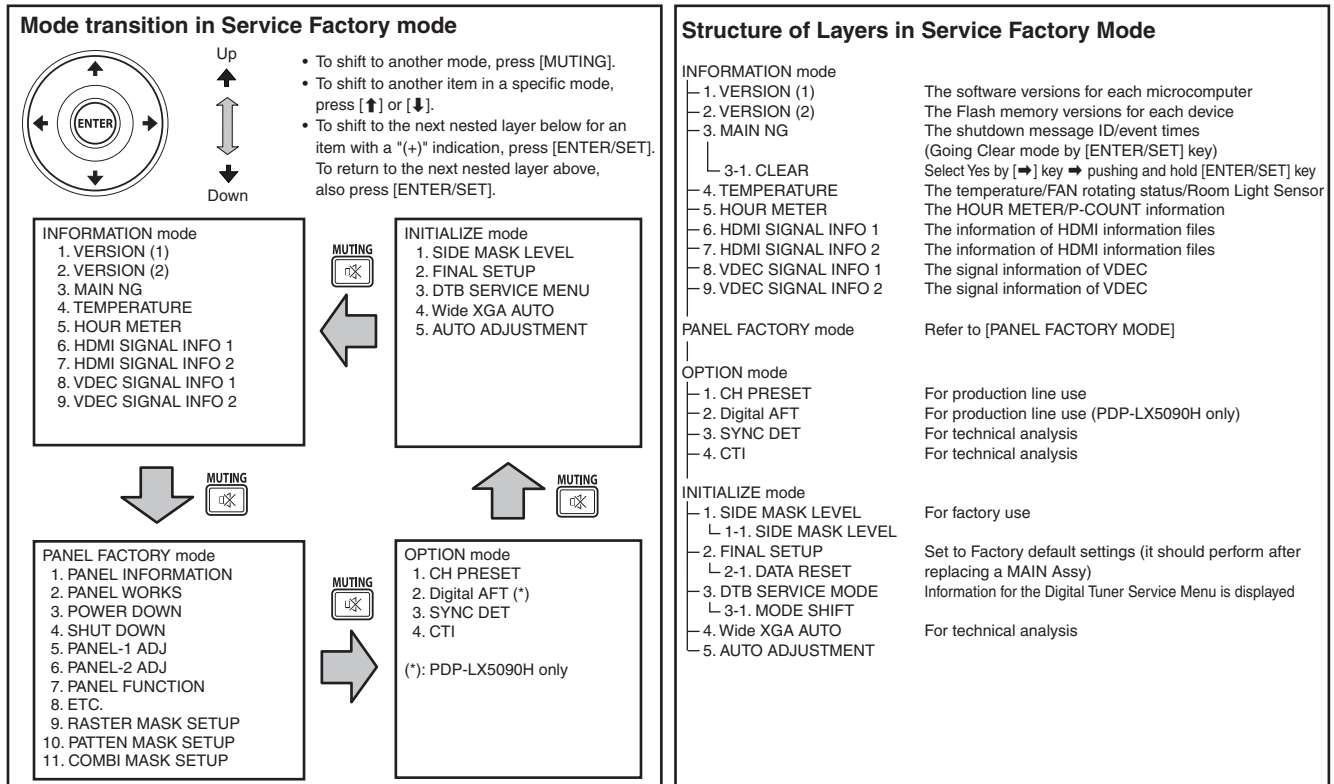 Mode transition in Service Factory mode
Up
ENTER
Down
• To shift to another mode, press [MUTING].
• To shift to another item in a specific mode,
press [⬆] or [⬇].
• To shift to the next nested layer below for an
item with a "(+)" indication, press [ENTER/SET].
To return to the next nested layer above,
also press [ENTER/SET].
INFORMATION mode
1. VERSION (1)
2. VERSION (2)
3. MAIN NG
4. TEMPERATURE
5. HOUR METER
6. HDMI SIGNAL INFO 1
7. HDMI SIGNAL INFO 2
8. VDEC SIGNAL INFO 1
9. VDEC SIGNAL INFO 2
MUTING
INITIALIZE mode
1. SIDE MASK LEVEL
2. FINAL SETUP
3. DTB SERVICE MENU
4. Wide XGA AUTO
5. AUTO ADJUSTMENT
MUTING
MUTING
PANEL FACTORY mode
1. PANEL INFORMATION
2. PANEL WORKS
3. POWER DOWN
4. SHUT DOWN
5. PANEL-1 ADJ
6. PANEL-2 ADJ
7. PANEL FUNCTION
8. ETC.
9. RASTER MASK SETUP
10. PATTEN MASK SETUP
11. COMBI MASK SETUP
MUTING
OPTION mode
1. CH PRESET
2. Digital AFT (*)
3. SYNC DET
4. CTI
(*): PDP-LX5090H only
Structure of Layers in Service Factory Mode
INFORMATION mode
1. VERSION (1) The software versions for each microcomputer
2. VERSION (2) The Flash memory versions for each device
3. MAIN NG The shutdown message ID/event times
(Going Clear mode by [ENTER/SET] key)
3-1. CLEAR Select Yes by [➡] key ➡ pushing and hold [ENTER/SET] key
4. TEMPERATURE The temperature/FAN rotating status/Room Light Sensor
5. HOUR METER The HOUR METER/P-COUNT information
6. HDMI SIGNAL INFO 1 The information of HDMI information files
7. HDMI SIGNAL INFO 2 The information of HDMI information files
8. VDEC SIGNAL INFO 1 The signal information of VDEC
9. VDEC SIGNAL INFO 2 The signal information of VDEC
PANEL FACTORY mode Refer to [PANEL FACTORY MODE]
OPTION mode
1. CH PRESET For production line use
2. Digital AFT For production line use (PDP-LX5090H only)
3. SYNC DET For technical analysis
4. CTI For technical analysis
INITIALIZE mode
1. SIDE MASK LEVEL For factory use
1-1. SIDE MASK LEVEL
2. FINAL SETUP Set to Factory default settings (it should perform after
2-1. DATA RESET replacing a MAIN Assy)
3. DTB SERVICE MODE Information for the Digital Tuner Service Menu is displayed
3-1. MODE SHIFT
4. Wide XGA AUTO For technical analysis
5. AUTO ADJUSTMENT